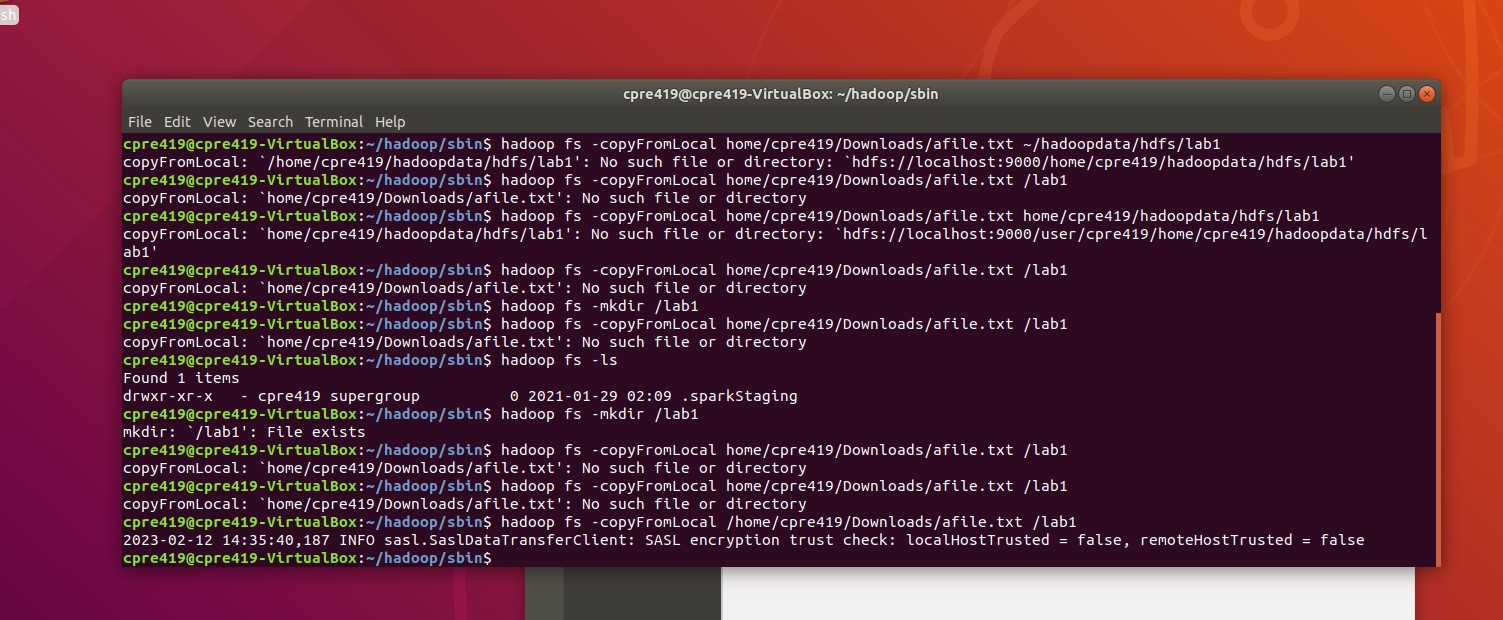 sh
cpre419@cpre419-VirtualBox: ~/hadoop/sbin
File Edit View Search Terminal Help
cpre419@cpre419-VirtualBox:~/hadoop/sbin$ hadoop fs -copyFromLocal home/cpre419/Downloads/afile.txt ~/hadoopdata/hdfs/lab1
copyFromLocal: `/home/cpre419/hadoopdata/hdfs/lab1': No such file or directory: `hdfs://localhost:9000/home/cpre419/hadoopdata/hdfs/lab1'
cpre419@cpre419-VirtualBox:~/hadoop/sbin$ hadoop fs -copyFromLocal home/cpre419/Downloads/afile.txt /lab1
copyFromLocal: `home/cpre419/Downloads/afile.txt': No such file or directory
cpre419@cpre419-VirtualBox:~/hadoop/sbin$ hadoop fs -copyFromLocal home/cpre419/Downloads/afile.txt home/cpre419/hadoopdata/hdfs/lab1
copyFromLocal: `home/cpre419/hadoopdata/hdfs/lab1': No such file or directory: `hdfs://localhost:9000/user/cpre419/home/cpre419/hadoopdata/hdfs/l
ab1'
cpre419@cpre419-VirtualBox:~/hadoop/sbin$ hadoop fs -copyFromLocal home/cpre419/Downloads/afile.txt /lab1
copyFromLocal: `home/cpre419/Downloads/afile.txt': No such file or directory
cpre419@cpre419-VirtualBox:~/hadoop/sbin$ hadoop fs -mkdir /lab1
cpre419@cpre419-VirtualBox:~/hadoop/sbin$ hadoop fs -copyFromLocal home/cpre419/Downloads/afile.txt /lab1
copyFromLocal: `home/cpre419/Downloads/afile.txt': No such file or directory
cpre419@cpre419-VirtualBox:~/hadoop/sbin$ hadoop fs -ls
Found 1 items
drwxr-xr-x   - cpre419 supergroup          0 2021-01-29 02:09 .sparkStaging
cpre419@cpre419-VirtualBox:~/hadoop/sbin$ hadoop fs -mkdir /lab1
mkdir: `/lab1': File exists
cpre419@cpre419-VirtualBox:~/hadoop/sbin$ hadoop fs -copyFromLocal home/cpre419/Downloads/afile.txt /lab1
copyFromLocal: `home/cpre419/Downloads/afile.txt': No such file or directory
cpre419@cpre419-VirtualBox:~/hadoop/sbin$ hadoop fs -copyFromLocal home/cpre419/Downloads/afile.txt /lab1
copyFromLocal: `home/cpre419/Downloads/afile.txt': No such file or directory
cpre419@cpre419-VirtualBox:~/hadoop/sbin$ hadoop fs -copyFromLocal /home/cpre419/Downloads/afile.txt /lab1
2023-02-12 14:35:40,187 INFO sasl.SaslDataTransferClient: SASL encryption trust check: localHostTrusted = false, remoteHostTrusted = false
cpre419@cpre419-VirtualBox:~/hadoop/sbin$